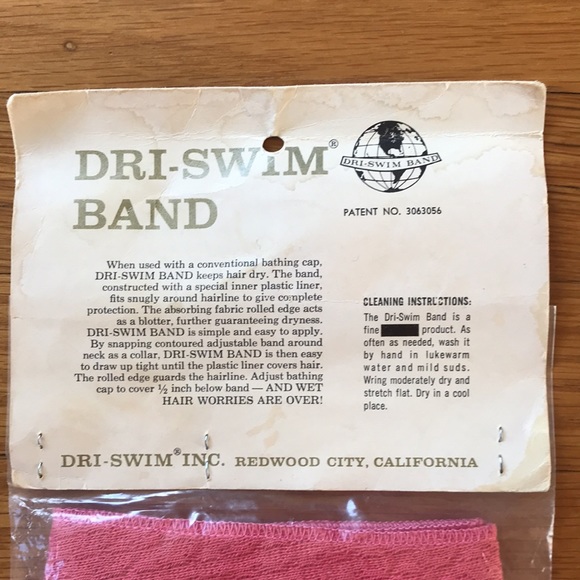 DRI-SWIM®
BAND
DRI-SWIM BAND
PATENT NO. 3063056
When used with a conventional bathing cap,
DRI-SWIM BAND keeps hair dry. The band,
constructed with a special inner plastic liner,
fits snugly around hairline to give complete
protection. The absorbing fabric rolled edge acts
as a blotter, further guaranteeing dryness.
DRI-SWIM BAND is simple and easy to apply.
By snapping contoured adjustable band around
neck as a collar, DRI-SWIM BAND is then easy
to draw up tight until the plastic liner covers hair.
The rolled edge guards the hairline. Adjust bathing
cap to cover ½ inch below band — AND WET
HAIR WORRIES ARE OVER!
CLEANING INSTRUCTIONS:
The Dri-Swim Band is a
fine product. As
often as needed, wash it
by hand in lukewarm
water and mild suds.
Wring moderately dry and
stretch flat. Dry in a cool
place.
DRI-SWIM® INC. REDWOOD CITY, CALIFORNIA